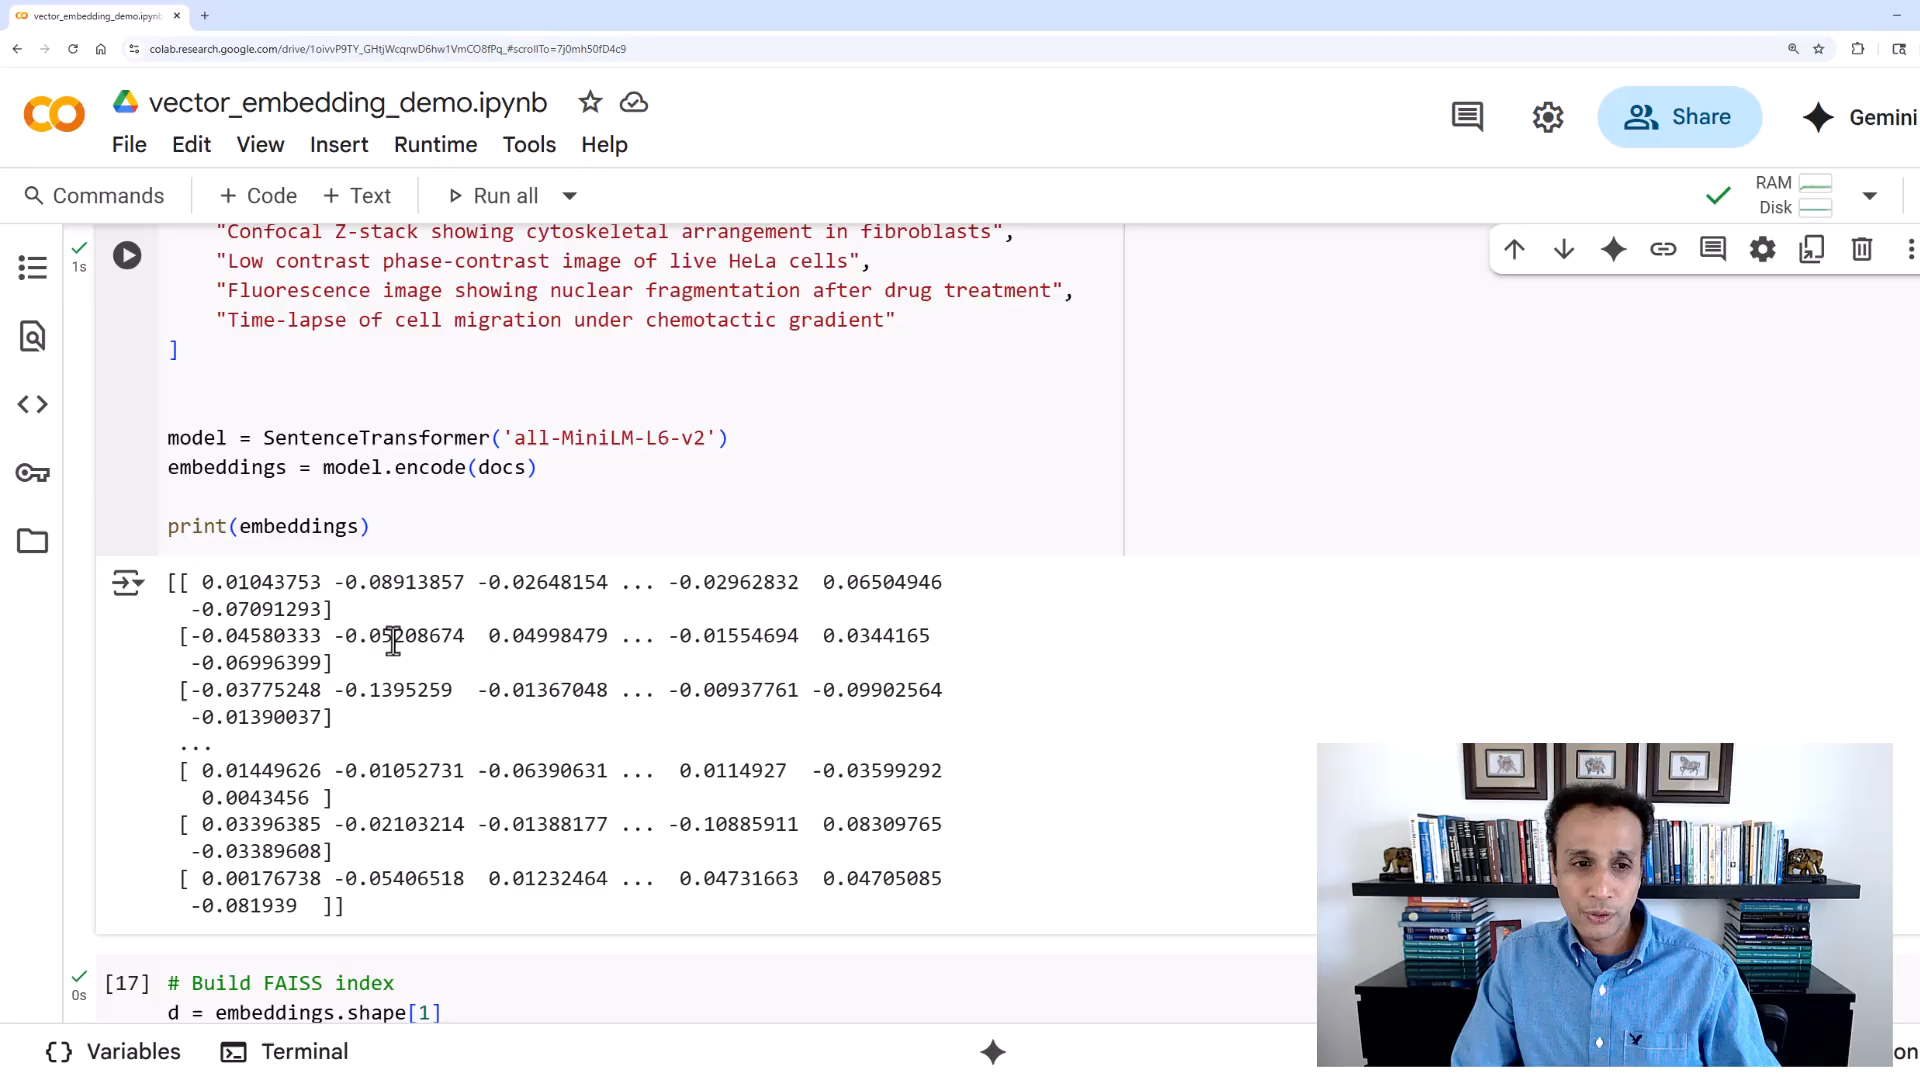 vector_embedding_demo.ipynb
colab.research.google.com/drive/1oivvP9TY_GHtjWcqrwD6hw1VmCO8fPq_#scrollTo=7j0mh50fD4c9
vector_embedding_demo.ipynb
Share
Gemini
File Edit View Insert Runtime Tools Help
Commands + Code + Text Run all
RAM
Disk
1s
"Confocal Z-stack showing cytoskeletal arrangement in fibroblasts",
"Low contrast phase-contrast image of live HeLa cells",
"Fluorescence image showing nuclear fragmentation after drug treatment",
"Time-lapse of cell migration under chemotactic gradient"
]
model = SentenceTransformer('all-MiniLM-L6-v2')
embeddings = model.encode(docs)
print(embeddings)
[[ 0.01043753 -0.08913857 -0.02648154 ... -0.02962832 0.06504946
-0.07091293]
[-0.04580333 -0.05208674 0.04998479 ... -0.01554694 0.0344165
-0.06996399]
[-0.03775248 -0.1395259 -0.01367048 ... -0.00937761 -0.09902564
-0.01390037]
...
[ 0.01449626 -0.01052731 -0.06390631 ... 0.0114927 -0.03599292
0.0043456 ]
[ 0.03396385 -0.02103214 -0.01388177 ... -0.10885911 0.08309765
-0.03389608]
[ 0.00176738 -0.05406518 0.01232464 ... 0.04731663 0.04705085
-0.081939 ]]
0s
[17] # Build FAISS index
d = embeddings.shape[1]
{} Variables Terminal
on